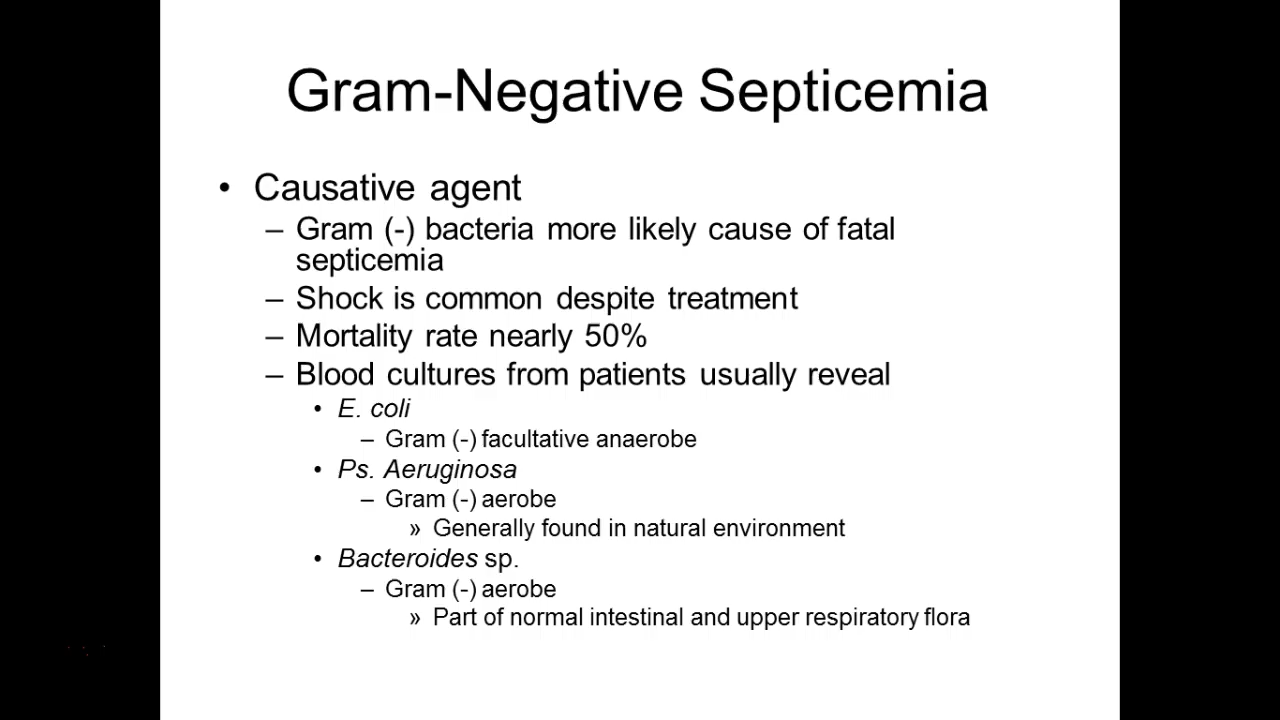 Gram-Negative Septicemia
• Causative agent
– Gram (-) bacteria more likely cause of fatal
septicemia
– Shock is common despite treatment
– Mortality rate nearly 50%
– Blood cultures from patients usually reveal
• E. coli
– Gram (-) facultative anaerobe
• Ps. Aeruginosa
– Gram (-) aerobe
» Generally found in natural environment
• Bacteroides sp.
– Gram (-) aerobe
» Part of normal intestinal and upper respiratory flora